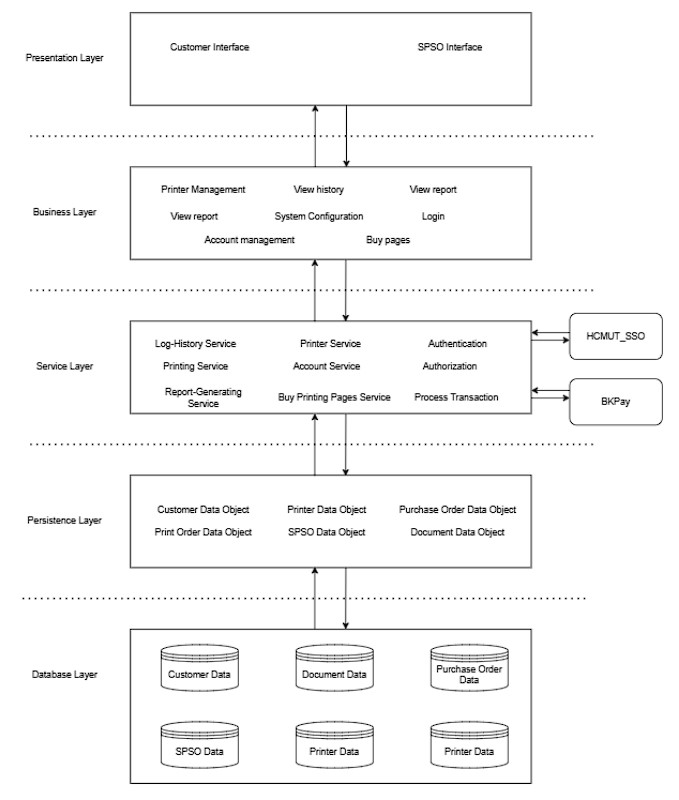 Presentation Layer
Customer Interface
SPSO Interface
Business Layer
Printer Management
View history
View report
View report
System Configuration
Login
Account management
Buy pages
Service Layer
Log-History Service
Printer Service
Authentication
Printing Service
Account Service
Authorization
Report-Generating
Service
Buy Printing Pages Service
Process Transaction
HCMUT_SSO
BKPay
Persistence Layer
Customer Data Object
Printer Data Object
Purchase Order Data Object
Print Order Data Object
SPSO Data Object
Document Data Object
Database Layer
Customer Data
Document Data
Purchase Order
Data
SPSO Data
Printer Data
Printer Data